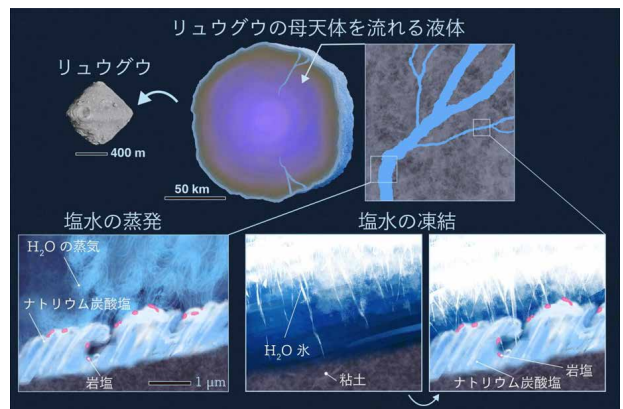 リュウグウの母天体を流れる液体
リュウグウ
400 m
50 km
塩水の蒸発
塩水の凍結
H₂O の蒸気
ナトリウム炭酸塩
岩塩
1 μm
H₂O 氷
粘土
岩塩
ナトリウム炭酸塩